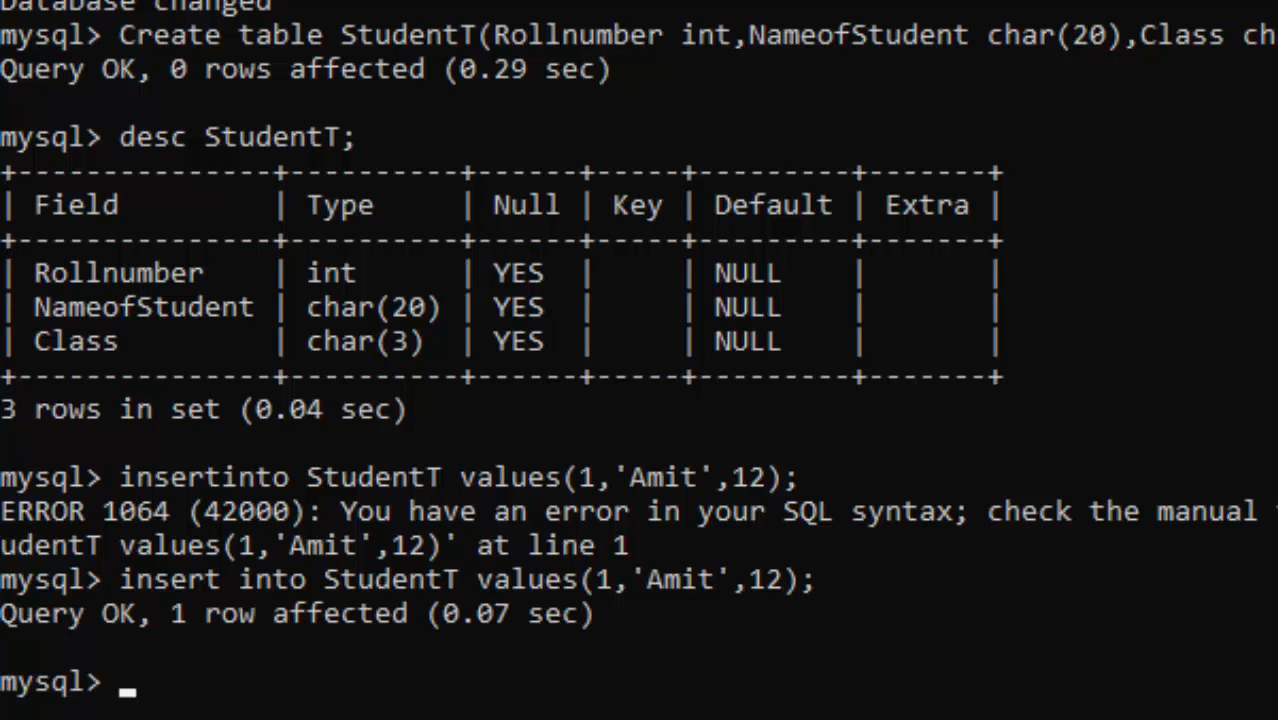 Database changed
mysql> Create table StudentT(Rollnumber int,NameofStudent char(20),Class ch
Query OK, 0 rows affected (0.29 sec)
mysql> desc StudentT;
+---------------+----------+------+-----+---------+-------+
| Field         | Type     | Null | Key | Default | Extra |
+---------------+----------+------+-----+---------+-------+
| Rollnumber    | int      | YES  |     | NULL    |       |
| NameofStudent | char(20) | YES  |     | NULL    |       |
| Class         | char(3)  | YES  |     | NULL    |       |
+---------------+----------+------+-----+---------+-------+
3 rows in set (0.04 sec)
mysql> insertinto StudentT values(1,'Amit',12);
ERROR 1064 (42000): You have an error in your SQL syntax; check the manual
udentT values(1,'Amit',12)' at line 1
mysql> insert into StudentT values(1,'Amit',12);
Query OK, 1 row affected (0.07 sec)
mysql>